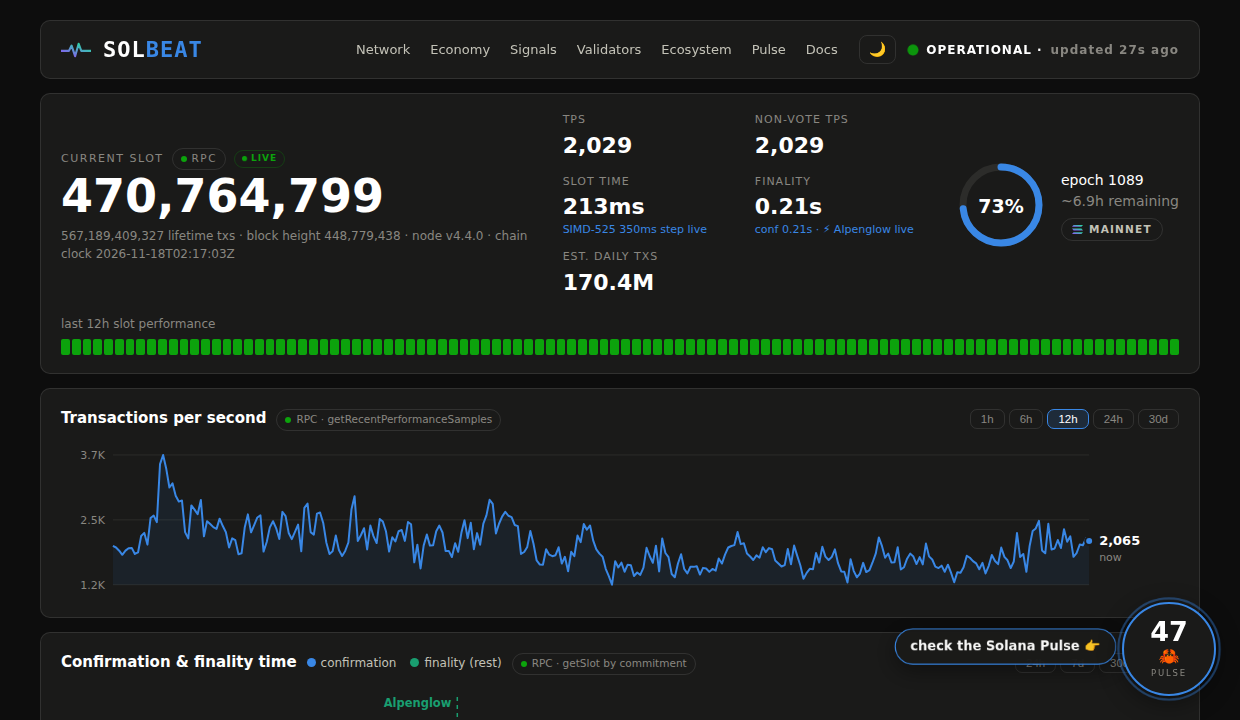 SOLBEAT
Network Economy Signals Validators Ecosystem Pulse Docs
OPERATIONAL · updated 27s ago
CURRENT SLOT RPC LIVE
470,764,799
567,189,409,327 lifetime txs · block height 448,779,438 · node v4.4.0 · chain
clock 2026-11-18T02:17:03Z
TPS
2,029
NON-VOTE TPS
2,029
SLOT TIME
213ms
SIMD-525 350ms step live
FINALITY
0.21s
conf 0.21s · ⚡ Alpenglow live
EST. DAILY TXS
170.4M
73%
epoch 1089
~6.9h remaining
MAINNET
last 12h slot performance
Transactions per second RPC · getRecentPerformanceSamples
1h 6h 12h 24h 30d
3.7K
2.5K
1.2K
2,065
now
Confirmation & finality time confirmation finality (rest) RPC · getSlot by commitment
Alpenglow
check the Solana Pulse 👉
47
PULSE